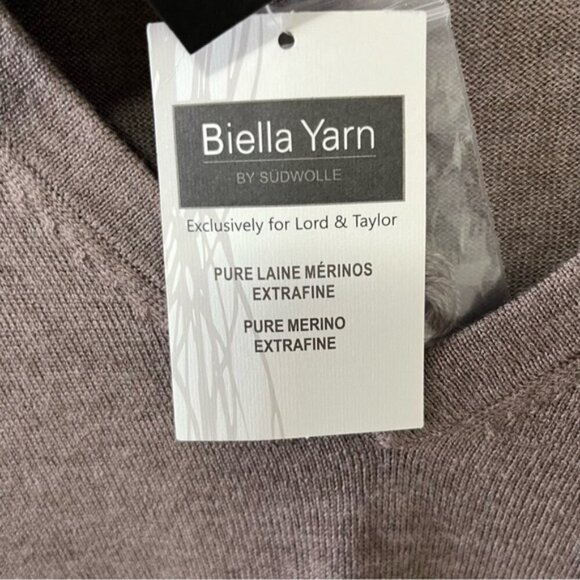 Biella Yarn
BY SÜDWOLLE
Exclusively for Lord & Taylor
PURE LAINE MÉRINOS
EXTRAFINE
PURE MERINO
EXTRAFINE